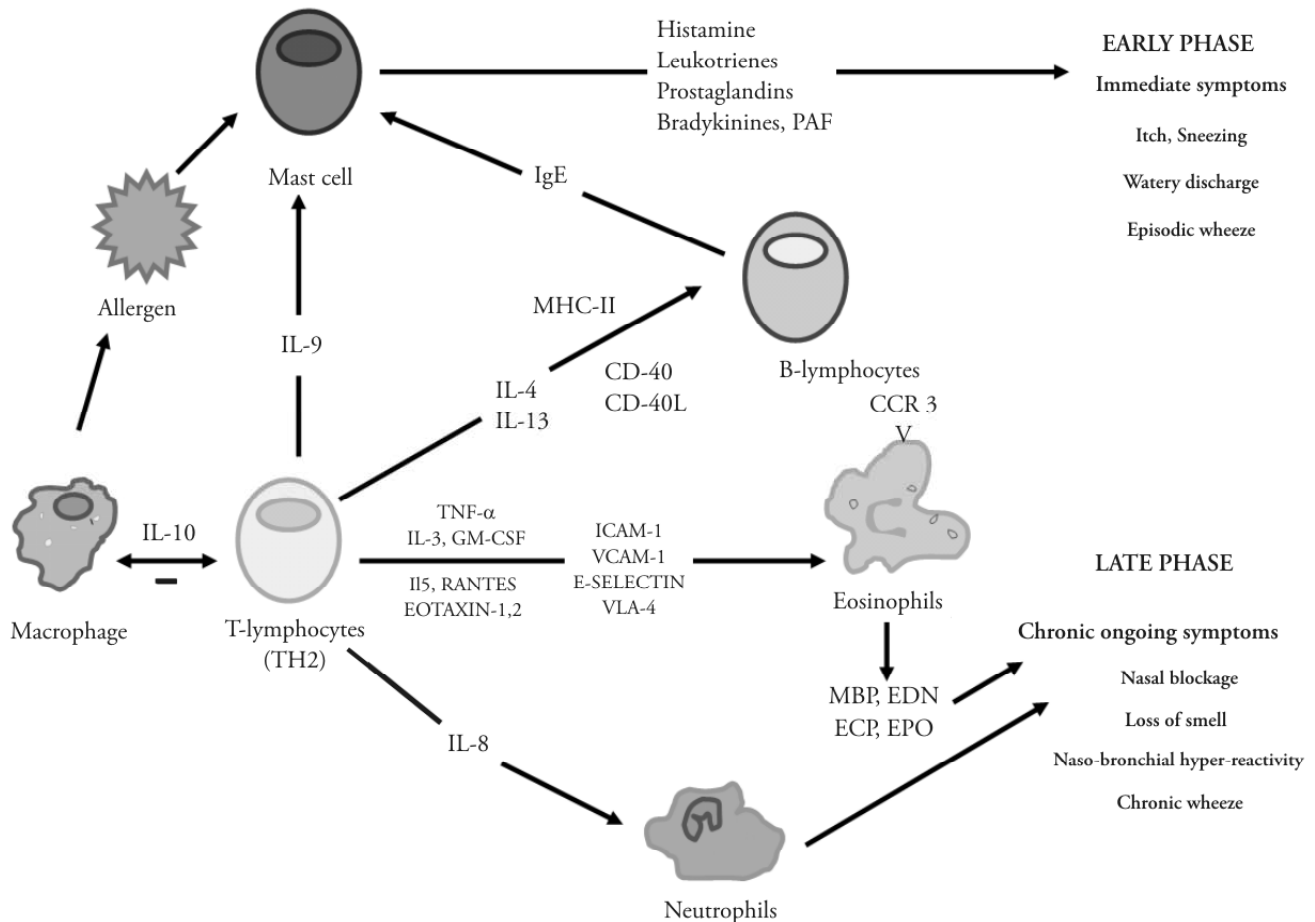 Histamine
Leukotrienes
Prostaglandins
Bradykinines, PAF
EARLY PHASE
Immediate symptoms
Itch, Sneezing
Watery discharge
Episodic wheeze
Mast cell
IgE
Allergen
MHC-II
IL-9
B-lymphocytes
CD-40
CD-40L
IL-4
IL-13
CCR 3
V
IL-10
TNF-α
IL-3, GM-CSF
Il5, RANTES
EOTAXIN-1,2
ICAM-1
VCAM-1
E-SELECTIN
VLA-4
Eosinophils
LATE PHASE
Macrophage
T-lymphocytes
(TH2)
Chronic ongoing symptoms
Nasal blockage
Loss of smell
Naso-bronchial hyper-reactivity
Chronic wheeze
MBP, EDN
ECP, EPO
IL-8
Neutrophils